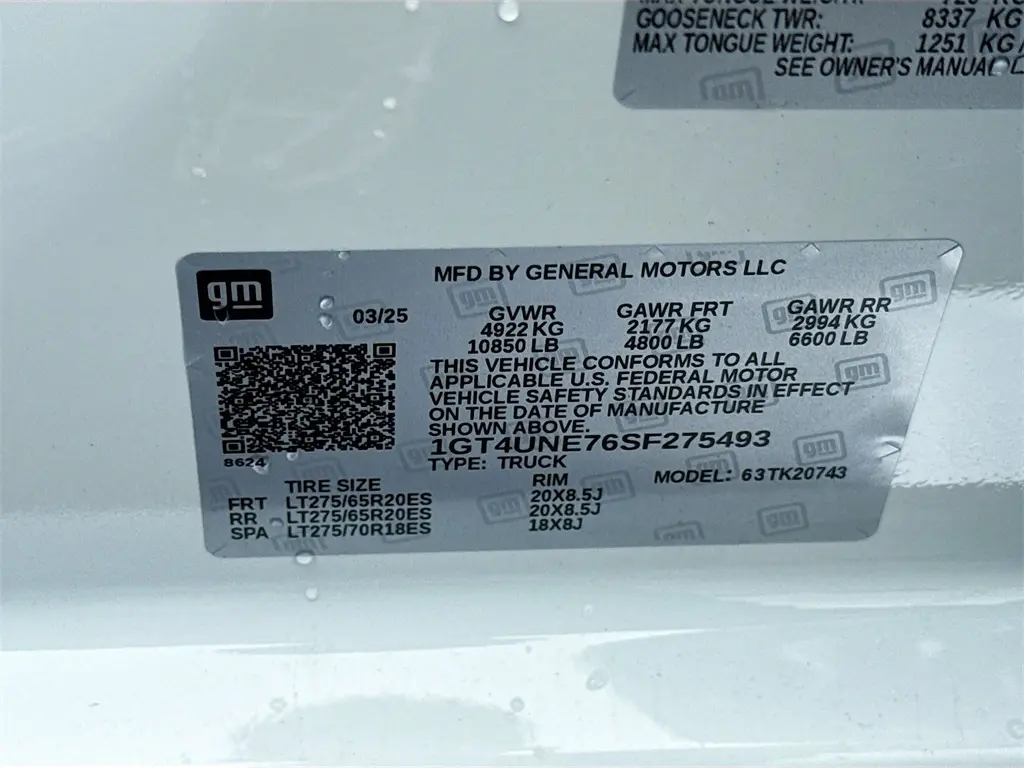 GOOSENECK TWR: 8337 KG
MAX TONGUE WEIGHT: 1251 KG/
SEE OWNER'S MANUAL
gm
MFD BY GENERAL MOTORS LLC
03/25
GVWR GAWR FRT GAWR RR
4922 KG 2177 KG 2994 KG
10850 LB 4800 LB 6600 LB
THIS VEHICLE CONFORMS TO ALL
APPLICABLE U.S. FEDERAL MOTOR
VEHICLE SAFETY STANDARDS IN EFFECT
ON THE DATE OF MANUFACTURE
SHOWN ABOVE.
1GT4UNE76SF275493
8624
TYPE: TRUCK MODEL: 63TK20743
TIRE SIZE RIM
FRT LT275/65R20ES 20X8.5J
RR LT275/65R20ES 20X8.5J
SPA LT275/70R18ES 18X8J